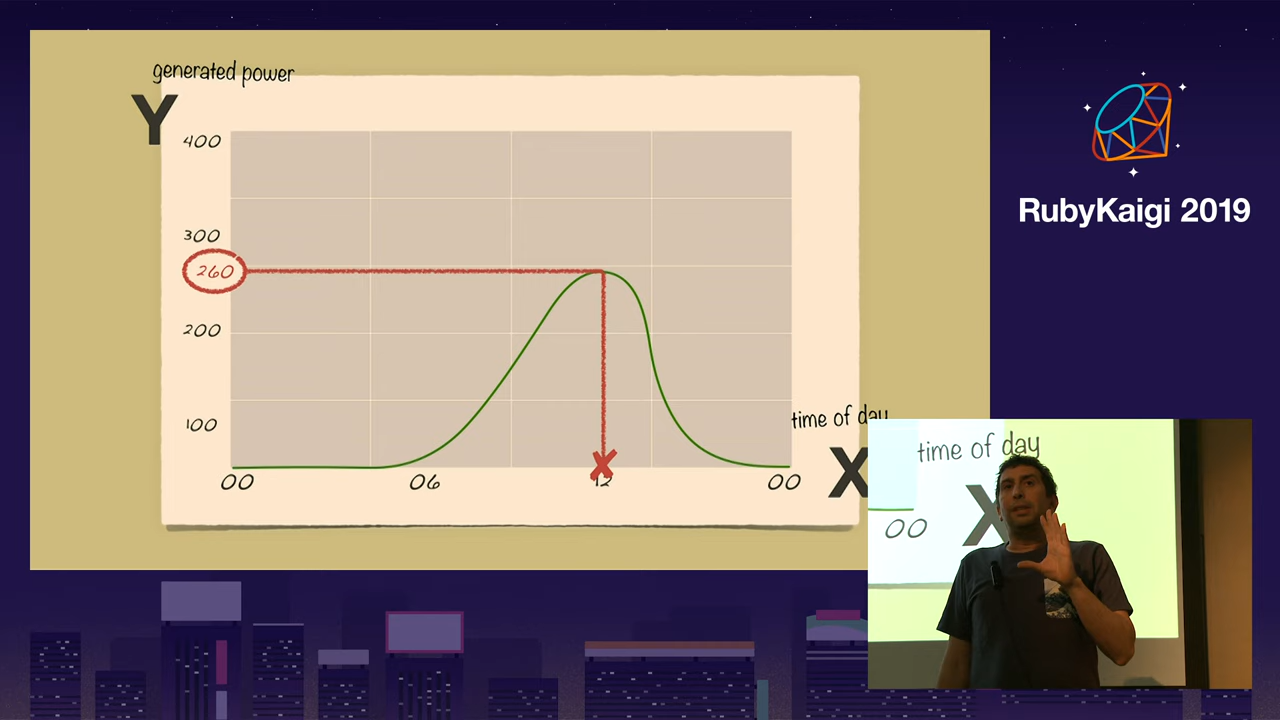 generated power
Y
400
300
260
200
100
00
06
12
00
time of day
X
RubyKaigi 2019
time of day
X
00